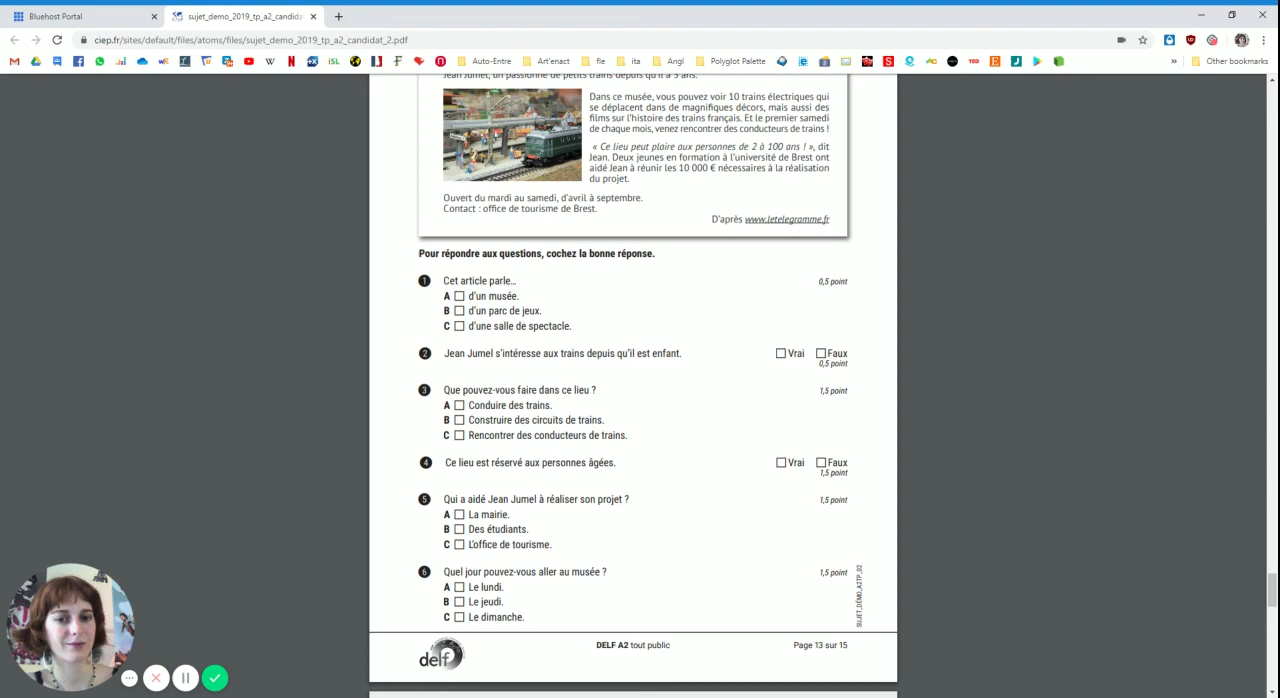 Bluehost Portal
sujet_demo_2019_tp_a2_candida
ciep.fr/sites/default/files/atoms/files/sujet_demo_2019_tp_a2_candidat_2.pdf
Auto-Entre Art'enact fle ita Angl Polyglot Palette Other bookmarks
Jean Jumel, un passionné de petits trains depuis qu'il a 5 ans.
Dans ce musée, vous pouvez voir 10 trains électriques qui
se déplacent dans de magnifiques décors, mais aussi des
films sur l'histoire des trains français. Et le premier samedi
de chaque mois, venez rencontrer des conducteurs de trains !
« Ce lieu peut plaire aux personnes de 2 à 100 ans ! », dit
Jean. Deux jeunes en formation à l'université de Brest ont
aidé Jean à réunir les 10 000 € nécessaires à la réalisation
du projet.
Ouvert du mardi au samedi, d'avril à septembre.
Contact : office de tourisme de Brest.
D'après www.letelegramme.fr
Pour répondre aux questions, cochez la bonne réponse.
1 Cet article parle… 0,5 point
A d'un musée.
B d'un parc de jeux.
C d'une salle de spectacle.
2 Jean Jumel s'intéresse aux trains depuis qu'il est enfant. Vrai Faux
0,5 point
3 Que pouvez-vous faire dans ce lieu ? 1,5 point
A Conduire des trains.
B Construire des circuits de trains.
C Rencontrer des conducteurs de trains.
4 Ce lieu est réservé aux personnes âgées. Vrai Faux
1,5 point
5 Qui a aidé Jean Jumel à réaliser son projet ? 1,5 point
A La mairie.
B Des étudiants.
C L'office de tourisme.
6 Quel jour pouvez-vous aller au musée ? 1,5 point
A Le lundi.
B Le jeudi.
C Le dimanche.
SUJET_DÉMO_A2TP_02
delf
DELF A2 tout public
Page 13 sur 15